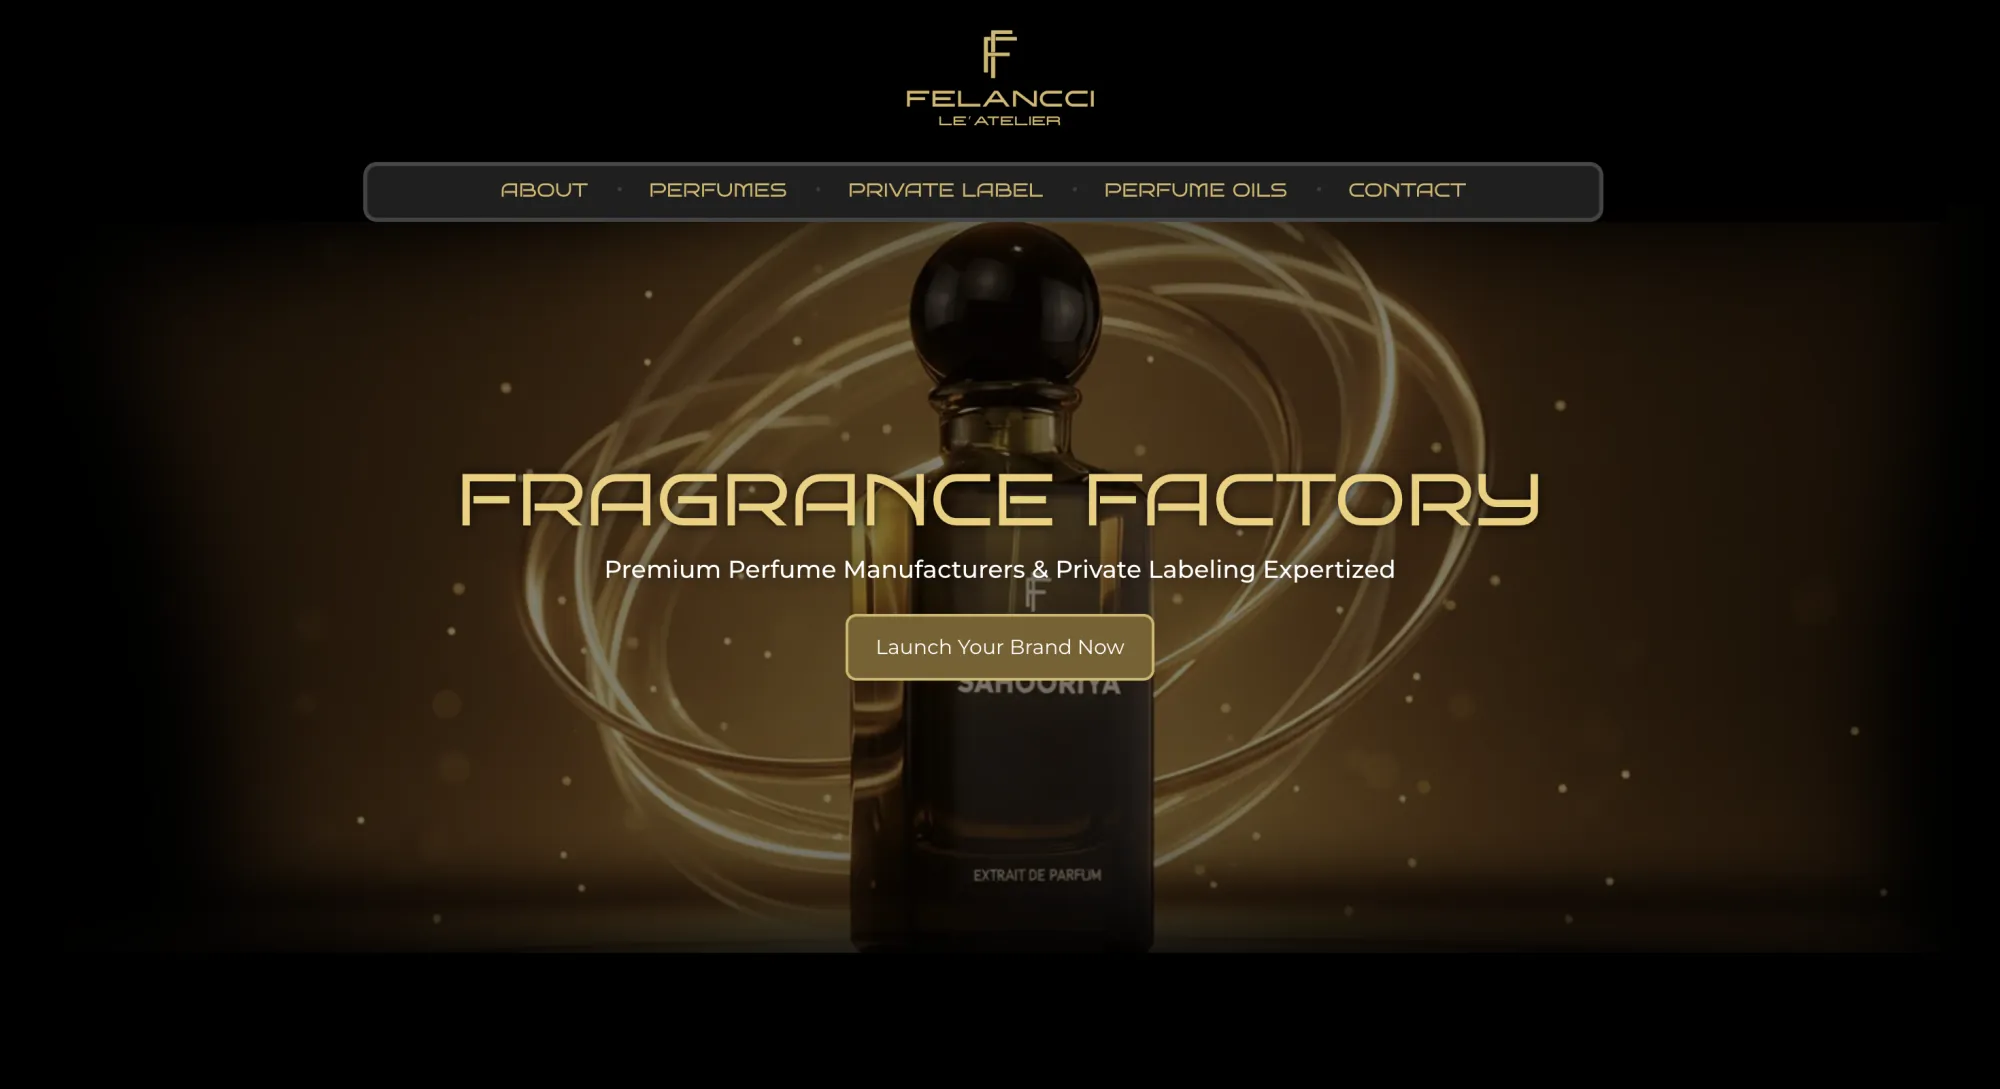 FELANCCI
LE'ATELIER
ABOUT • PERFUMES • PRIVATE LABEL • PERFUME OILS • CONTACT
FRAGRANCE FACTORY
Premium Perfume Manufacturers & Private Labeling Expertized
Launch Your Brand Now
SAHOORIYA
EXTRAIT DE PARFUM